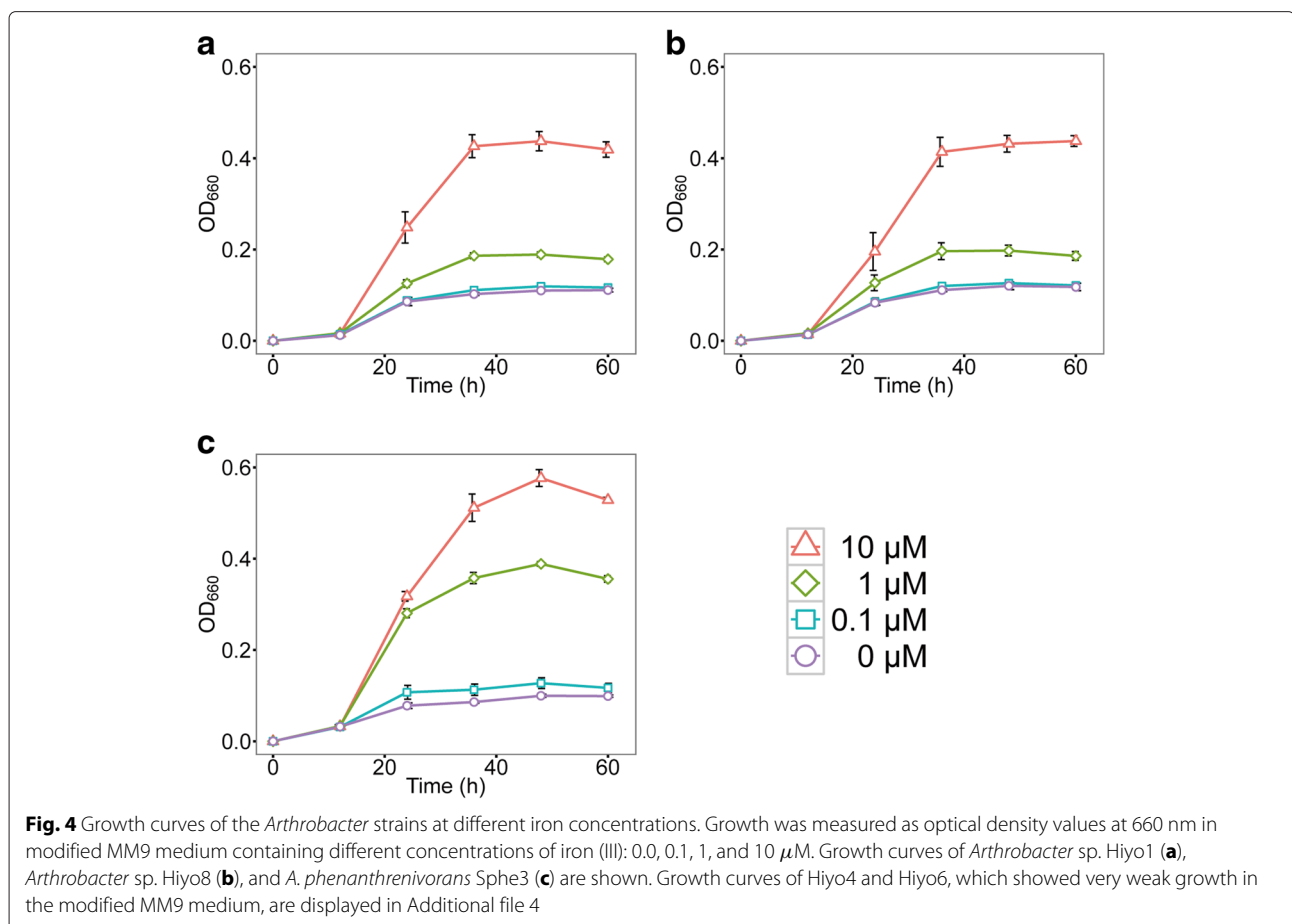 a
0.6
0.4
0.2
0.0
OD660
0 20 40 60
Time (h)
b
0.6
0.4
0.2
0.0
OD660
0 20 40 60
Time (h)
c
0.6
0.4
0.2
0.0
OD660
0 20 40 60
Time (h)
10 µM
1 µM
0.1 µM
0 µM
Fig. 4 Growth curves of the Arthrobacter strains at different iron concentrations. Growth was measured as optical density values at 660 nm in
modified MM9 medium containing different concentrations of iron (III): 0.0, 0.1, 1, and 10 µM. Growth curves of Arthrobacter sp. Hiyo1 (a),
Arthrobacter sp. Hiyo8 (b), and A. phenanthrenivorans Sphe3 (c) are shown. Growth curves of Hiyo4 and Hiyo6, which showed very weak growth in
the modified MM9 medium, are displayed in Additional file 4